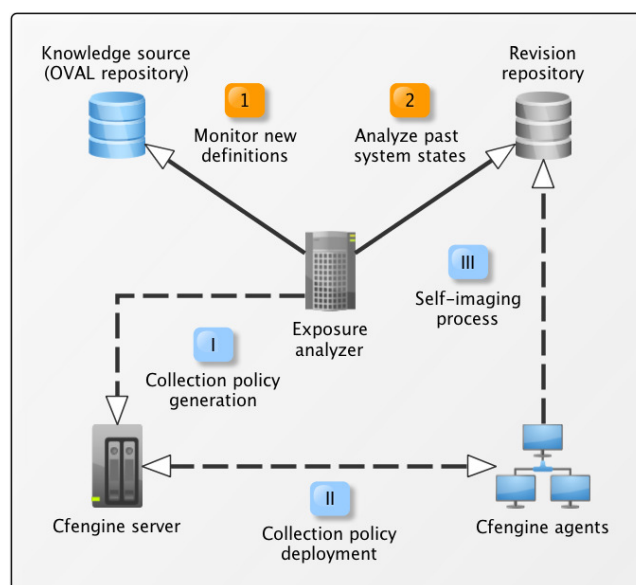 Knowledge source
(OVAL repository)
Revision
repository
1
Monitor new
definitions
2
Analyze past
system states
III
Self-imaging
process
Exposure
analyzer
I
Collection policy
generation
Cfengine server
II
Collection policy
deployment
Cfengine agents